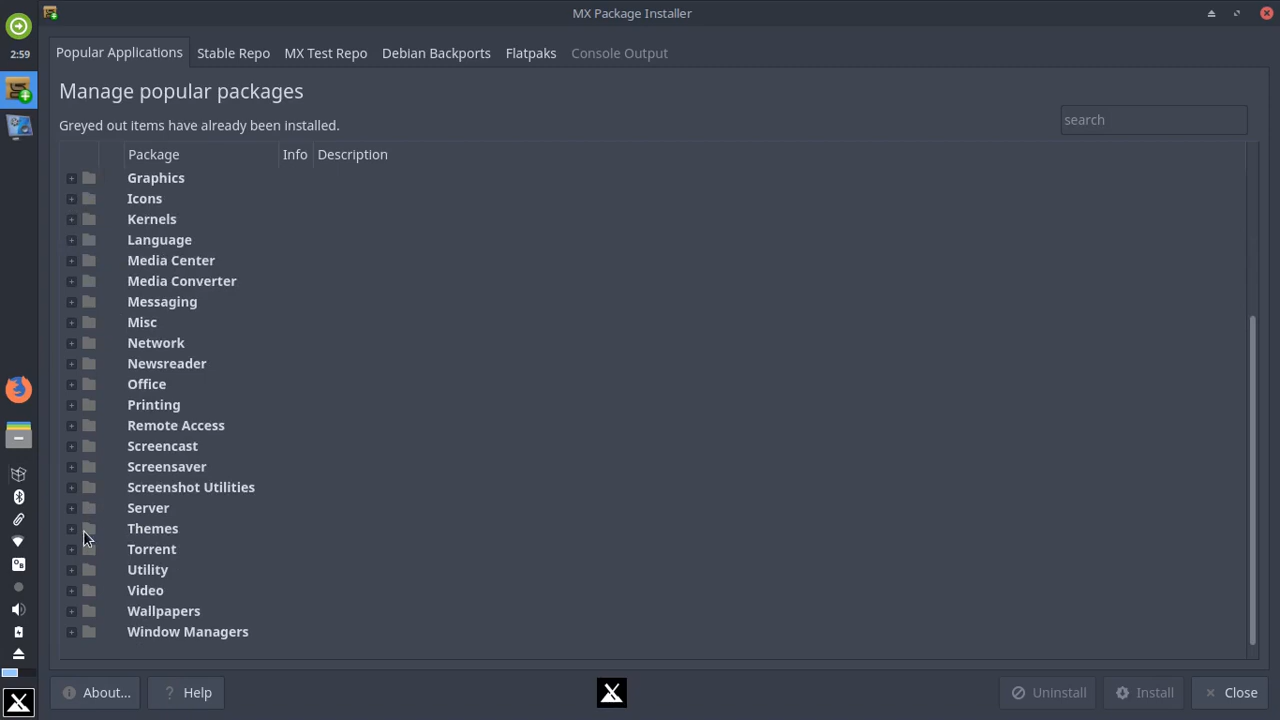 MX Package Installer
2:59
Popular Applications Stable Repo MX Test Repo Debian Backports Flatpaks Console Output
Manage popular packages
Greyed out items have already been installed.
search
Package Info Description
Graphics
Icons
Kernels
Language
Media Center
Media Converter
Messaging
Misc
Network
Newsreader
Office
Printing
Remote Access
Screencast
Screensaver
Screenshot Utilities
Server
Themes
Torrent
Utility
Video
Wallpapers
Window Managers
About... Help Uninstall Install Close